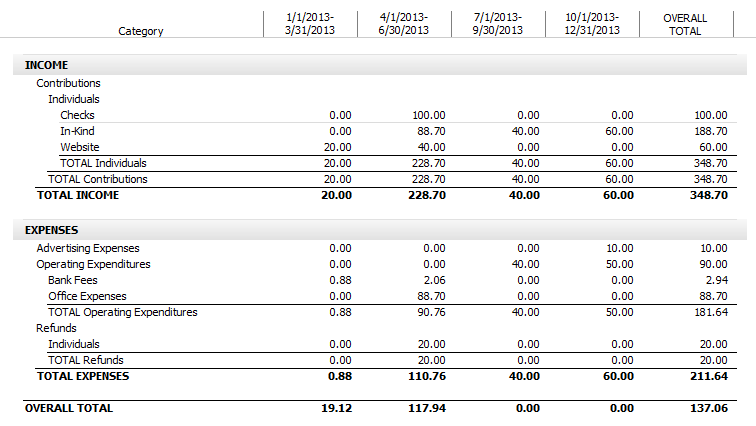 Category 1/1/2013- 3/31/2013 4/1/2013- 6/30/2013 7/1/2013- 9/30/2013 10/1/2013- 12/31/2013 OVERALL TOTAL
INCOME
Contributions
Individuals
Checks 0.00 100.00 0.00 0.00 100.00
In-Kind 0.00 88.70 40.00 60.00 188.70
Website 20.00 40.00 0.00 0.00 60.00
TOTAL Individuals 20.00 228.70 40.00 60.00 348.70
TOTAL Contributions 20.00 228.70 40.00 60.00 348.70
TOTAL INCOME 20.00 228.70 40.00 60.00 348.70
EXPENSES
Advertising Expenses 0.00 0.00 0.00 10.00 10.00
Operating Expenditures 0.00 0.00 40.00 50.00 90.00
Bank Fees 0.88 2.06 0.00 0.00 2.94
Office Expenses 0.00 88.70 0.00 0.00 88.70
TOTAL Operating Expenditures 0.88 90.76 40.00 50.00 181.64
Refunds
Individuals 0.00 20.00 0.00 0.00 20.00
TOTAL Refunds 0.00 20.00 0.00 0.00 20.00
TOTAL EXPENSES 0.88 110.76 40.00 60.00 211.64
OVERALL TOTAL 19.12 117.94 0.00 0.00 137.06